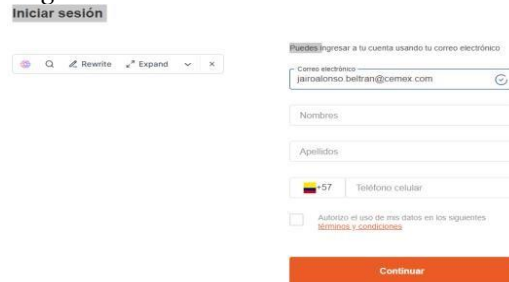 Iniciar sesión
Rewrite Expand
Puedes ingresar a tu cuenta usando tu correo electrónico
Correo electrónico
jairoalonso.beltran@cemex.com
Nombres
Apellidos
+57 Teléfono celular
Autorizo el uso de mis datos en los siguientes
términos y condiciones
Continuar